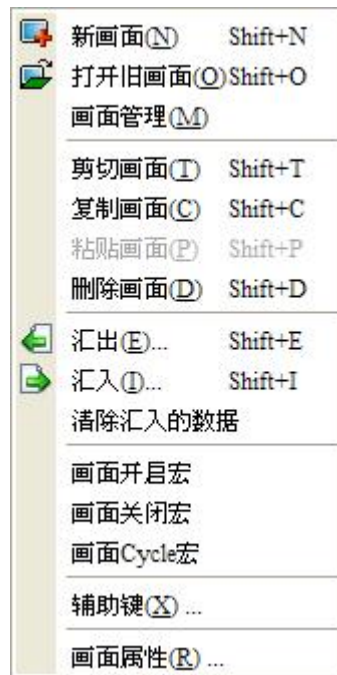 新画面(N) Shift+N
打开旧画面(O) Shift+O
画面管理(M)
剪切画面(T) Shift+T
复制画面(C) Shift+C
粘贴画面(P) Shift+P
删除画面(D) Shift+D
汇出(E)... Shift+E
汇入(I)... Shift+I
清除汇入的数据
画面开启宏
画面关闭宏
画面Cycle宏
辅助键(X) ...
画面属性(R) ...